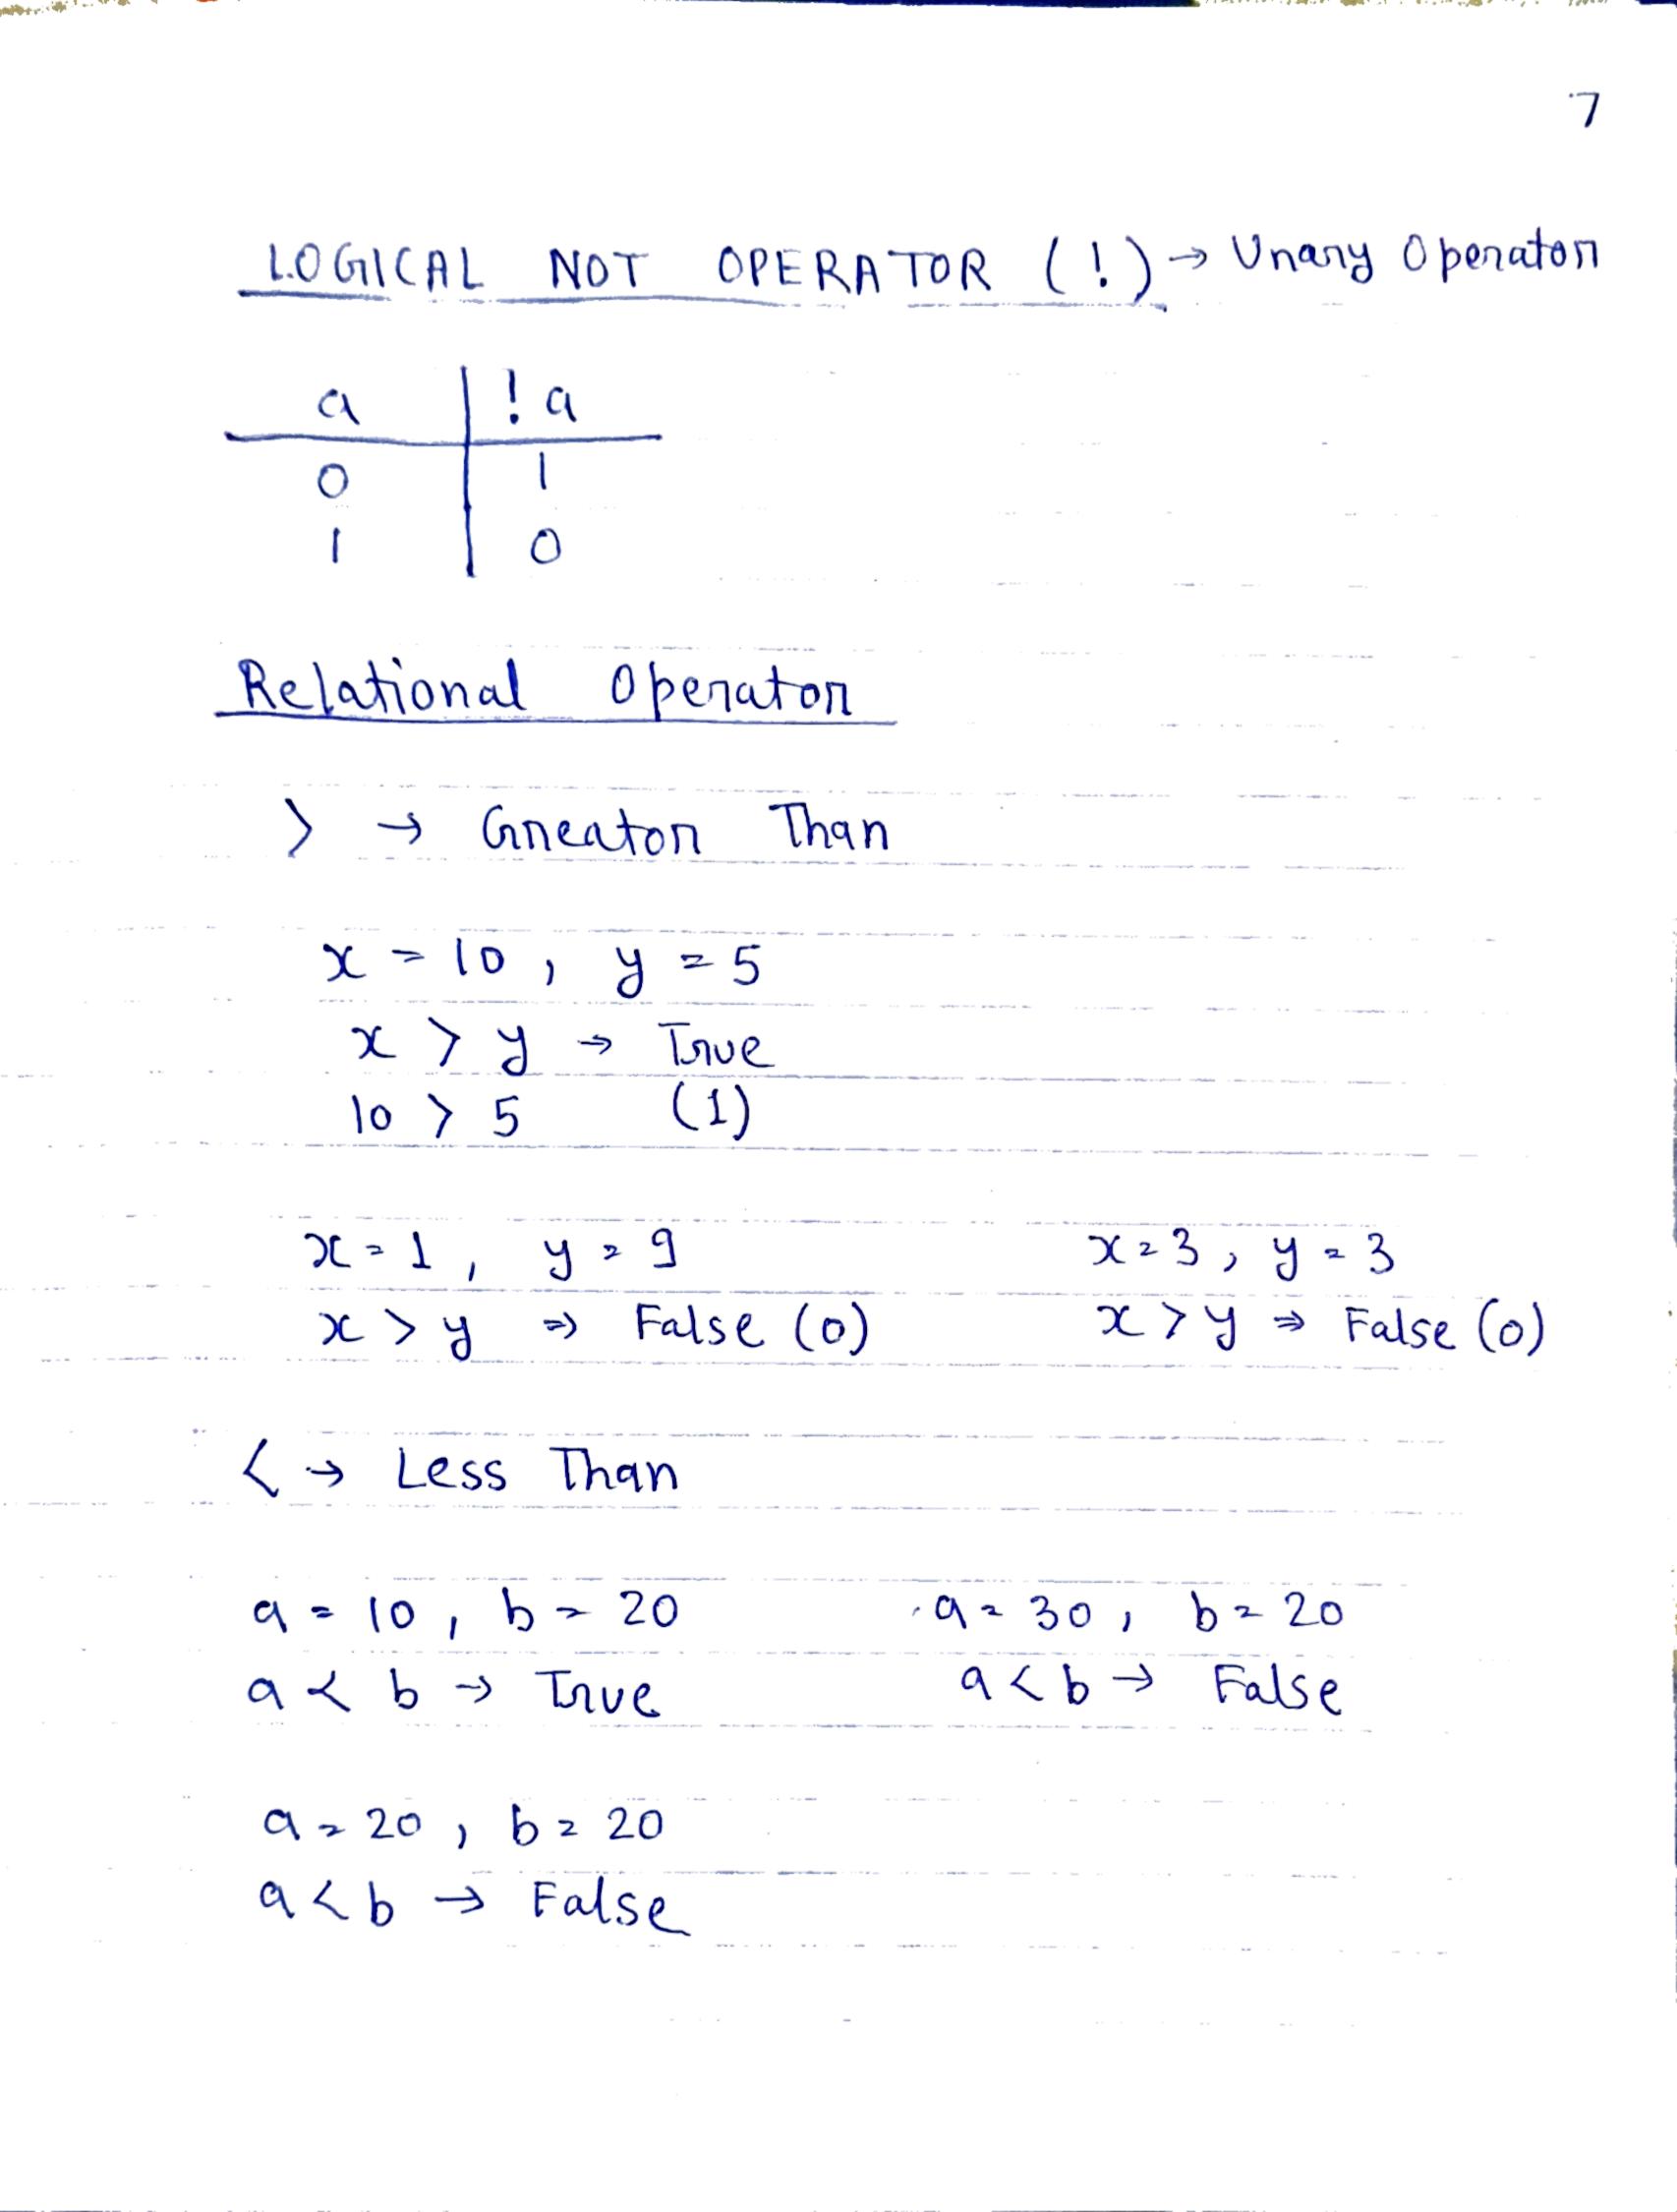 7
LOGICAL NOT OPERATOR (!) → Unary Operator
a | !a
0 | 1
1 | 0
Relational Operator
> → Greator Than
x = 10, y = 5
x > y → True
10 > 5 (1)
x = 1, y = 9 x = 3, y = 3
x > y ⇒ False (0) x > y ⇒ False (0)
< → Less Than
a = 10, b = 20 a = 30, b = 20
a < b → True a < b → False
a = 20, b = 20
a < b → False